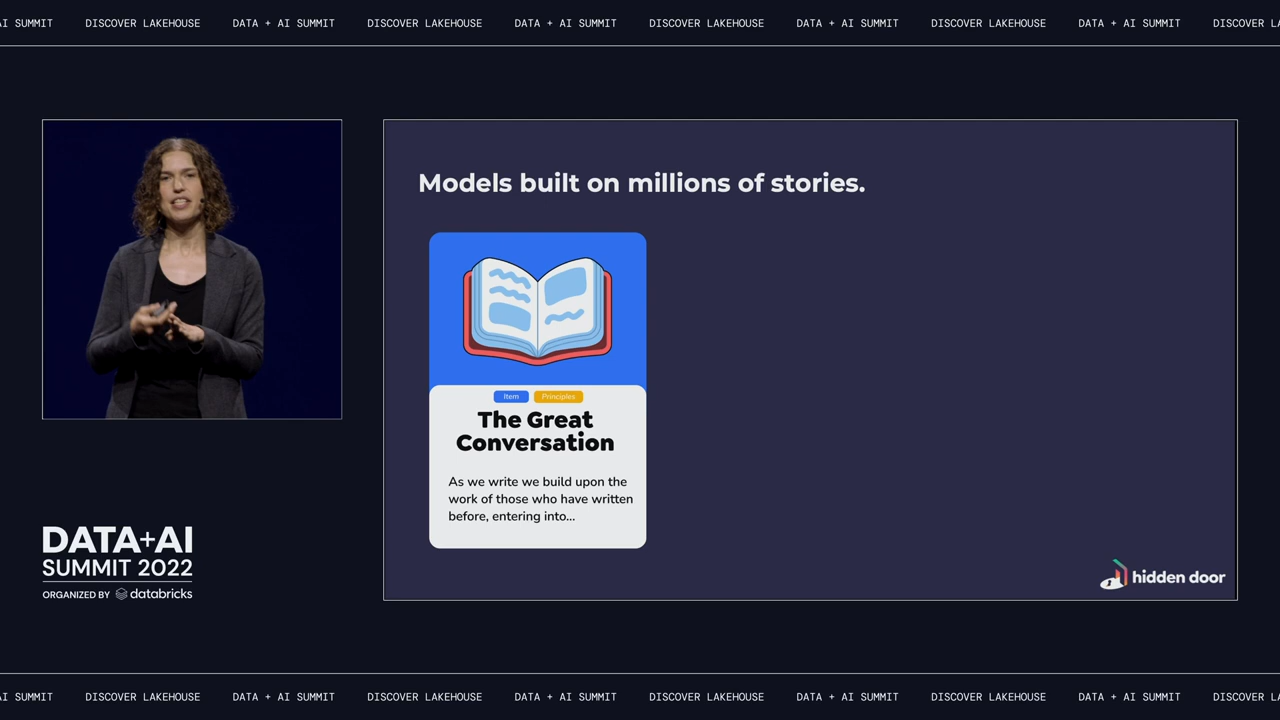 AI SUMMIT DISCOVER LAKEHOUSE DATA + AI SUMMIT DISCOVER LAKEHOUSE DATA + AI SUMMIT DISCOVER LAKEHOUSE DATA + AI SUMMIT DISCOVER LAKEHOUSE DATA + AI SUMMIT DISCOVER LA
Models built on millions of stories.
Item Principles
The Great
Conversation
As we write we build upon the
work of those who have written
before, entering into...
hidden door
DATA+AI
SUMMIT 2022
ORGANIZED BY databricks
AI SUMMIT DISCOVER LAKEHOUSE DATA + AI SUMMIT DISCOVER LAKEHOUSE DATA + AI SUMMIT DISCOVER LAKEHOUSE DATA + AI SUMMIT DISCOVER LAKEHOUSE DATA + AI SUMMIT DISCOVER LA